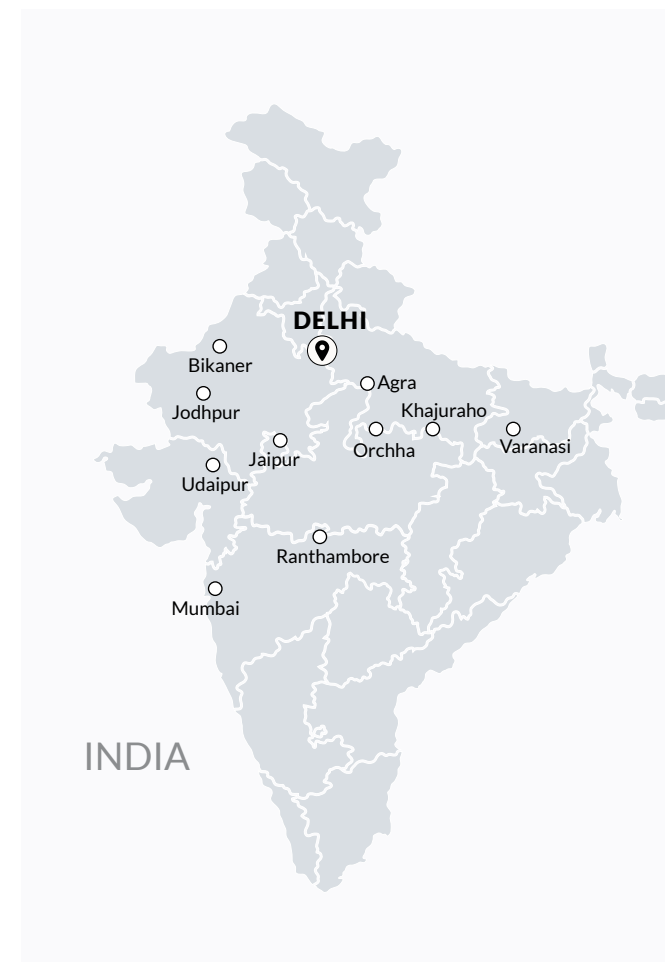 DELHI
Bikaner
Agra
Jodhpur
Khajuraho
Orchha
Varanasi
Jaipur
Udaipur
Ranthambore
Mumbai
INDIA